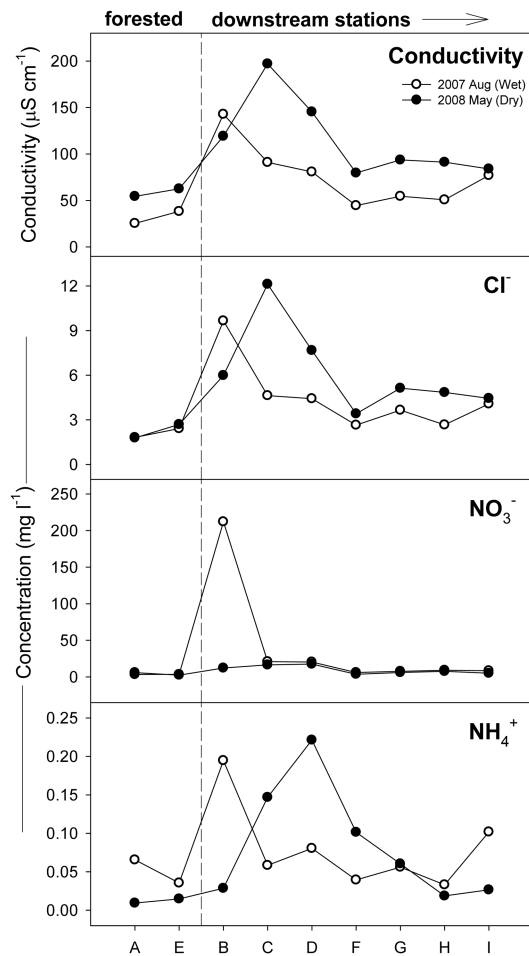 forested downstream stations
Conductivity
2007 Aug (Wet)
2008 May (Dry)
Conductivity (µS cm⁻¹)
200
150
100
50
0
Cl⁻
12
9
6
3
0
Concentration (mg l⁻¹)
NO₃⁻
250
200
150
100
50
0
NH₄⁺
0.25
0.20
0.15
0.10
0.05
0.00
A E B C D F G H I